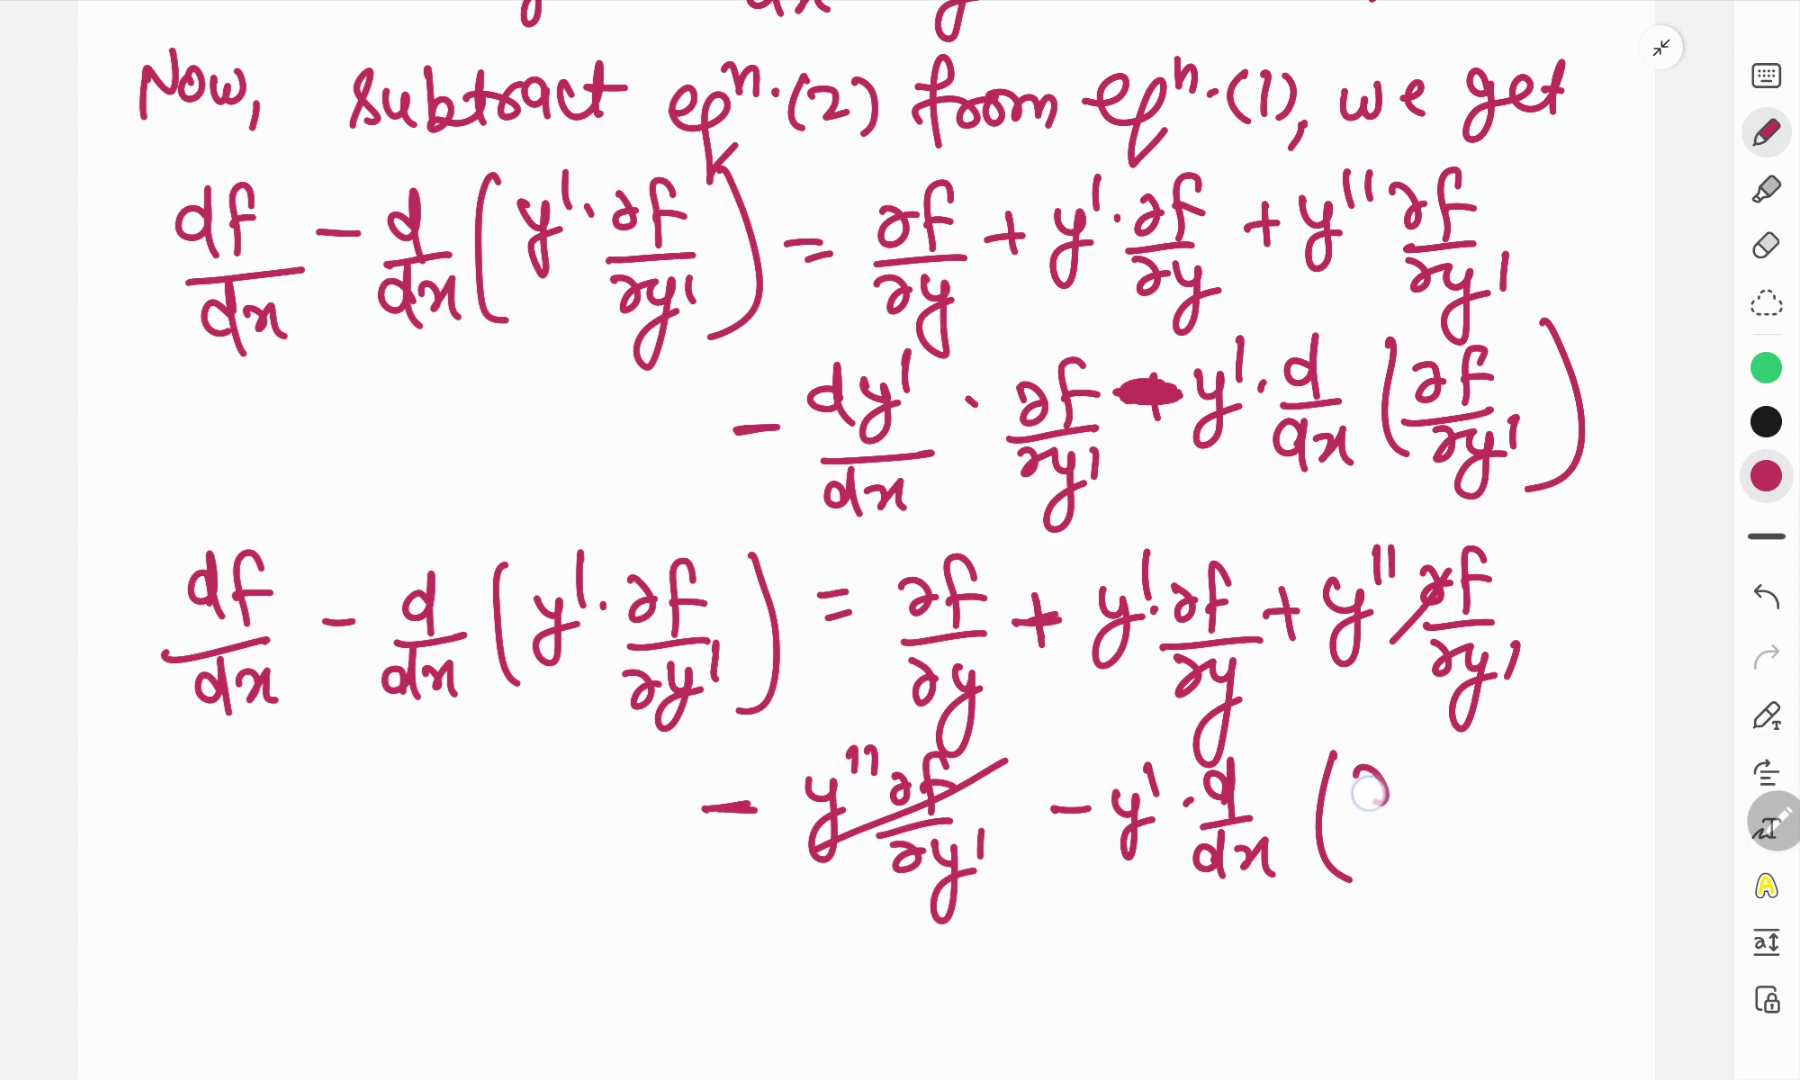 Now, subtract eqⁿ.(2) from eqⁿ.(1), we get
df/dx - d/dx (y'. ∂f/∂y') = ∂f/∂y + y'. ∂f/∂y + y'' ∂f/∂y'
- dy'/dx . ∂f/∂y' - y'. d/dx (∂f/∂y')
df/dx - d/dx (y'. ∂f/∂y') = ∂f/∂y + y'. ∂f/∂y + y'' ∂f/∂y'
- y'' ∂f/∂y' - y'. d/dx (∂